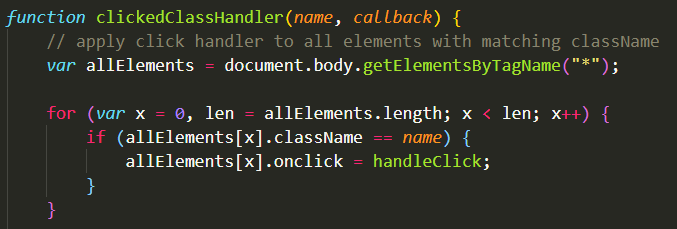 function clickedClassHandler(name, callback) {
    // apply click handler to all elements with matching className
    var allElements = document.body.getElementsByTagName("*");

    for (var x = 0, len = allElements.length; x < len; x++) {
        if (allElements[x].className == name) {
            allElements[x].onclick = handleClick;
        }
    }